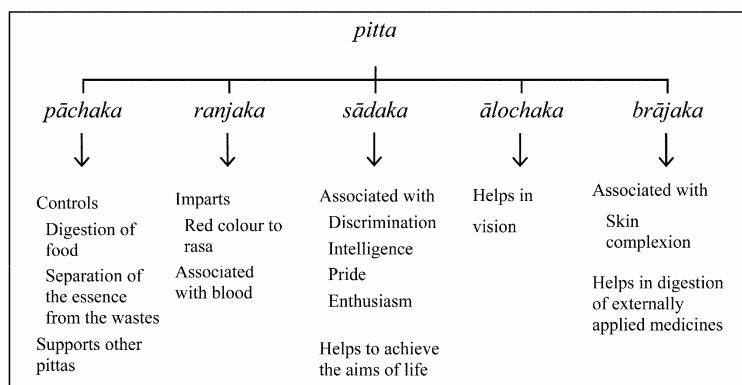 pitta
pāchaka
ranjaka
sādaka
ālochaka
brājaka
Controls
Digestion of
food
Separation of
the essence
from the wastes
Supports other
pittas
Imparts
Red colour to
rasa
Associated
with blood
Associated with
Discrimination
Intelligence
Pride
Enthusiasm
Helps to achieve
the aims of life
Helps in
vision
Associated with
Skin
complexion
Helps in digestion
of externally
applied medicines